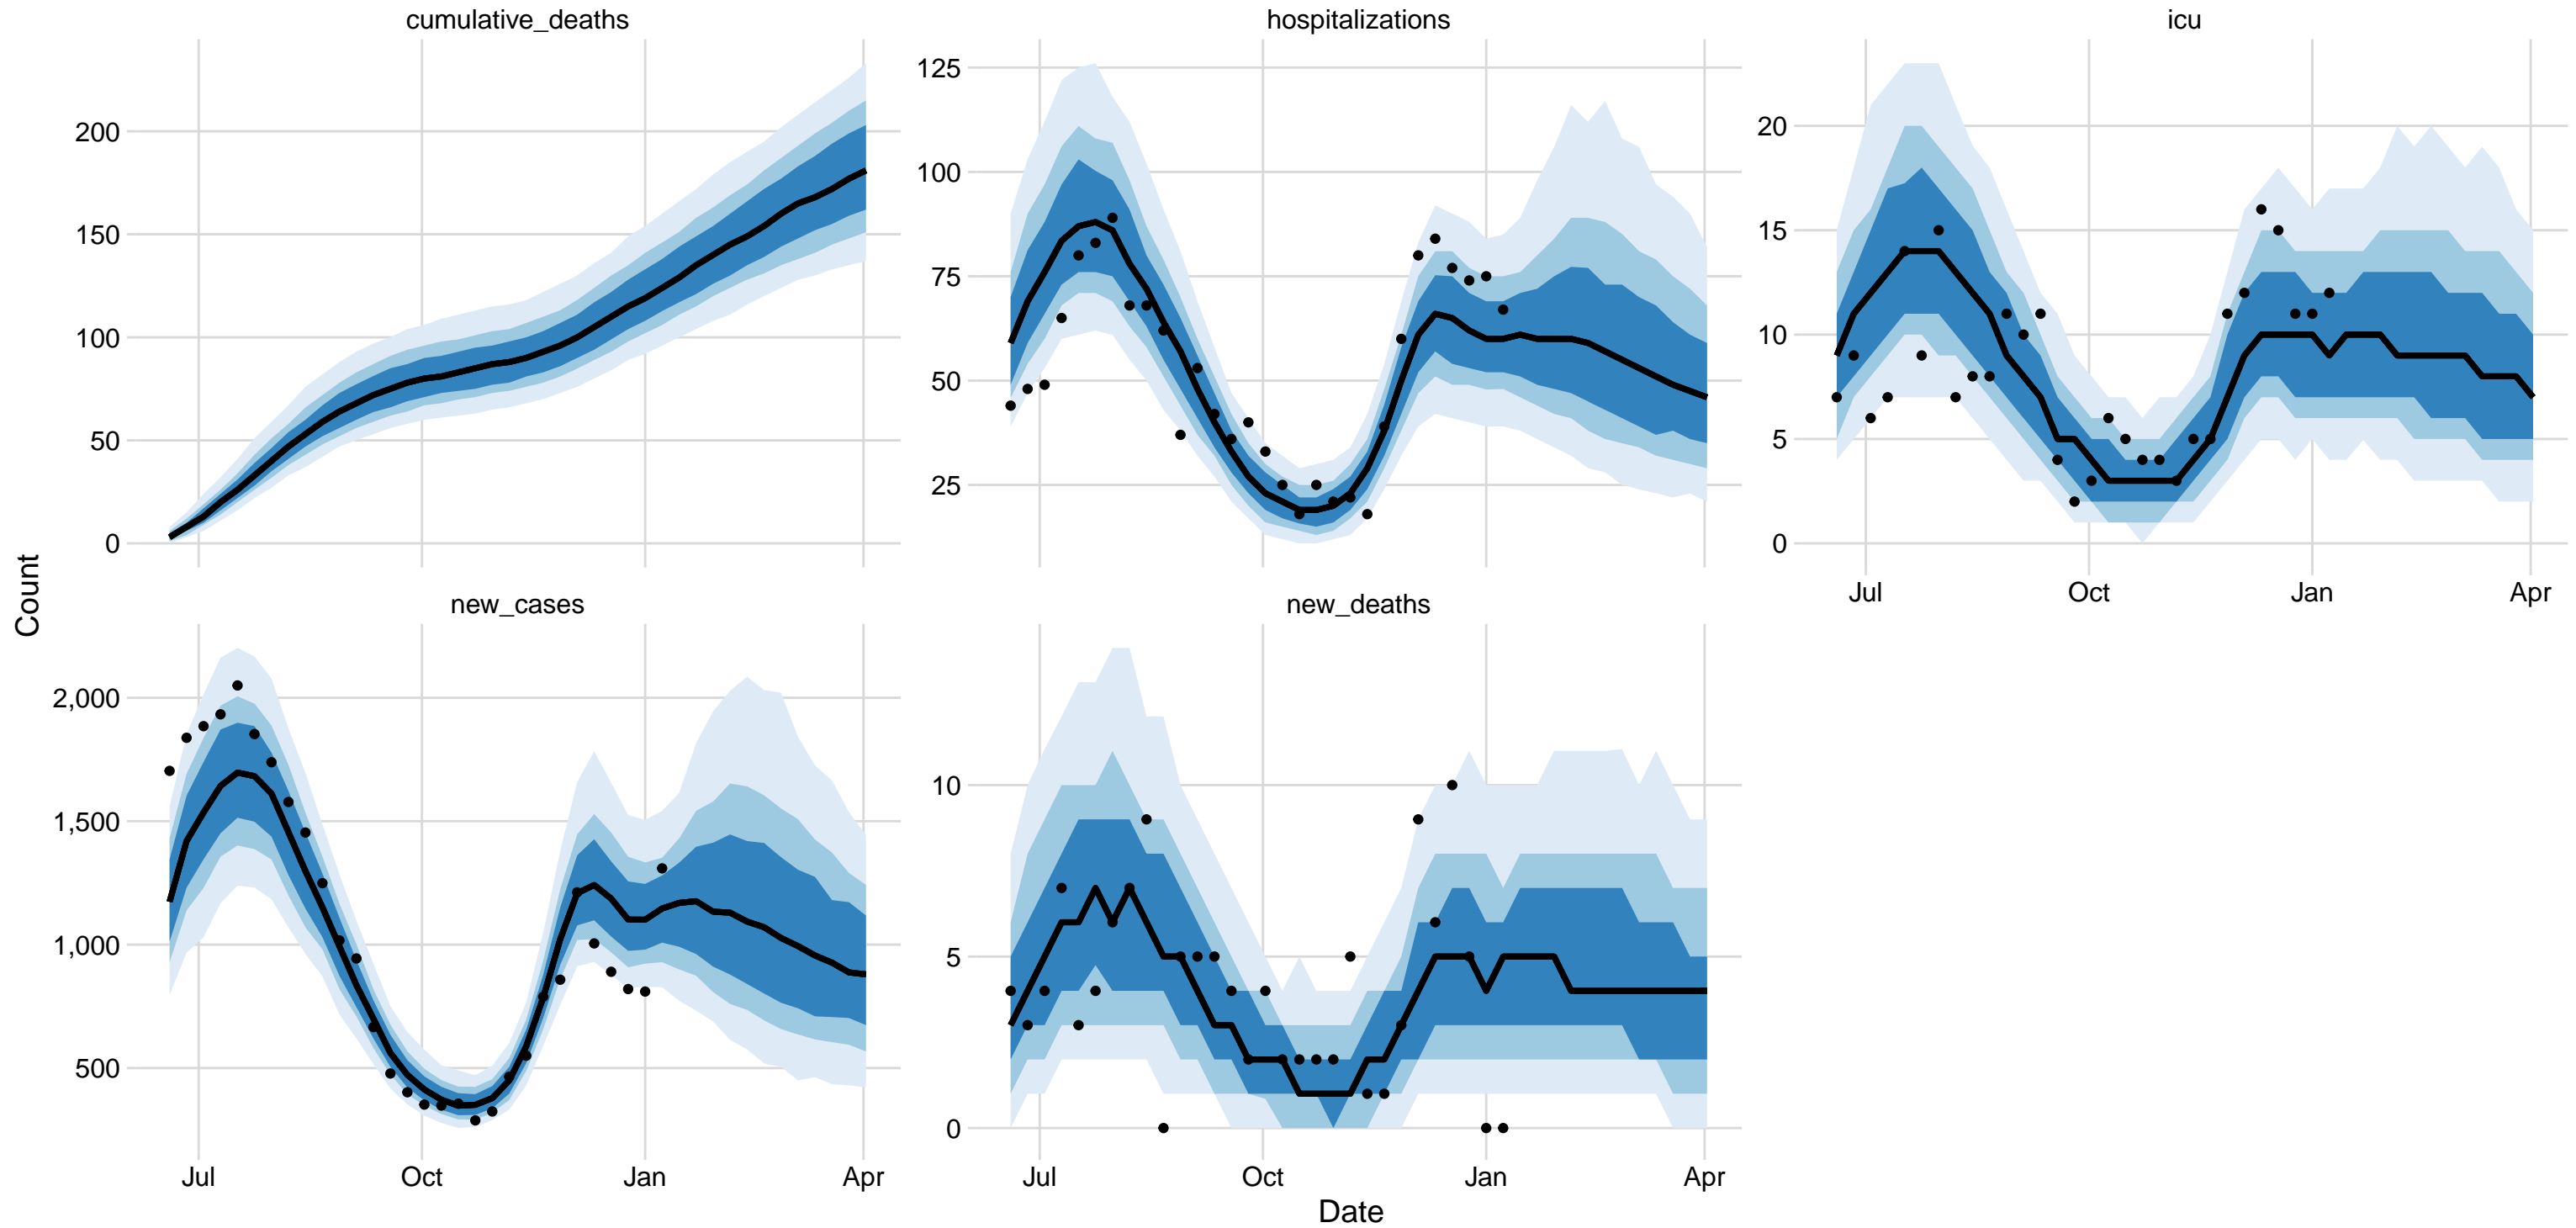 cumulative_deaths
hospitalizations
icu
200
150
100
50
0
125
100
75
50
25
20
15
10
5
0
Jul
Oct
Jan
Apr
Count
new_cases
new_deaths
2,000
1,500
1,000
500
10
5
0
Jul
Oct
Jan
Apr
Jul
Oct
Jan
Apr
Date